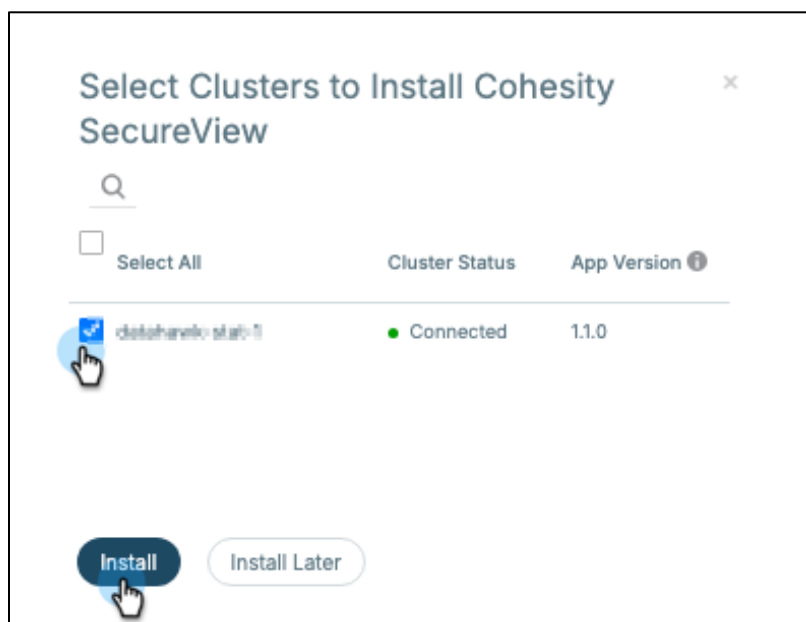 Select Clusters to Install Cohesity
SecureView
×
Select All Cluster Status App Version
Connected 1.1.0
Install Install Later